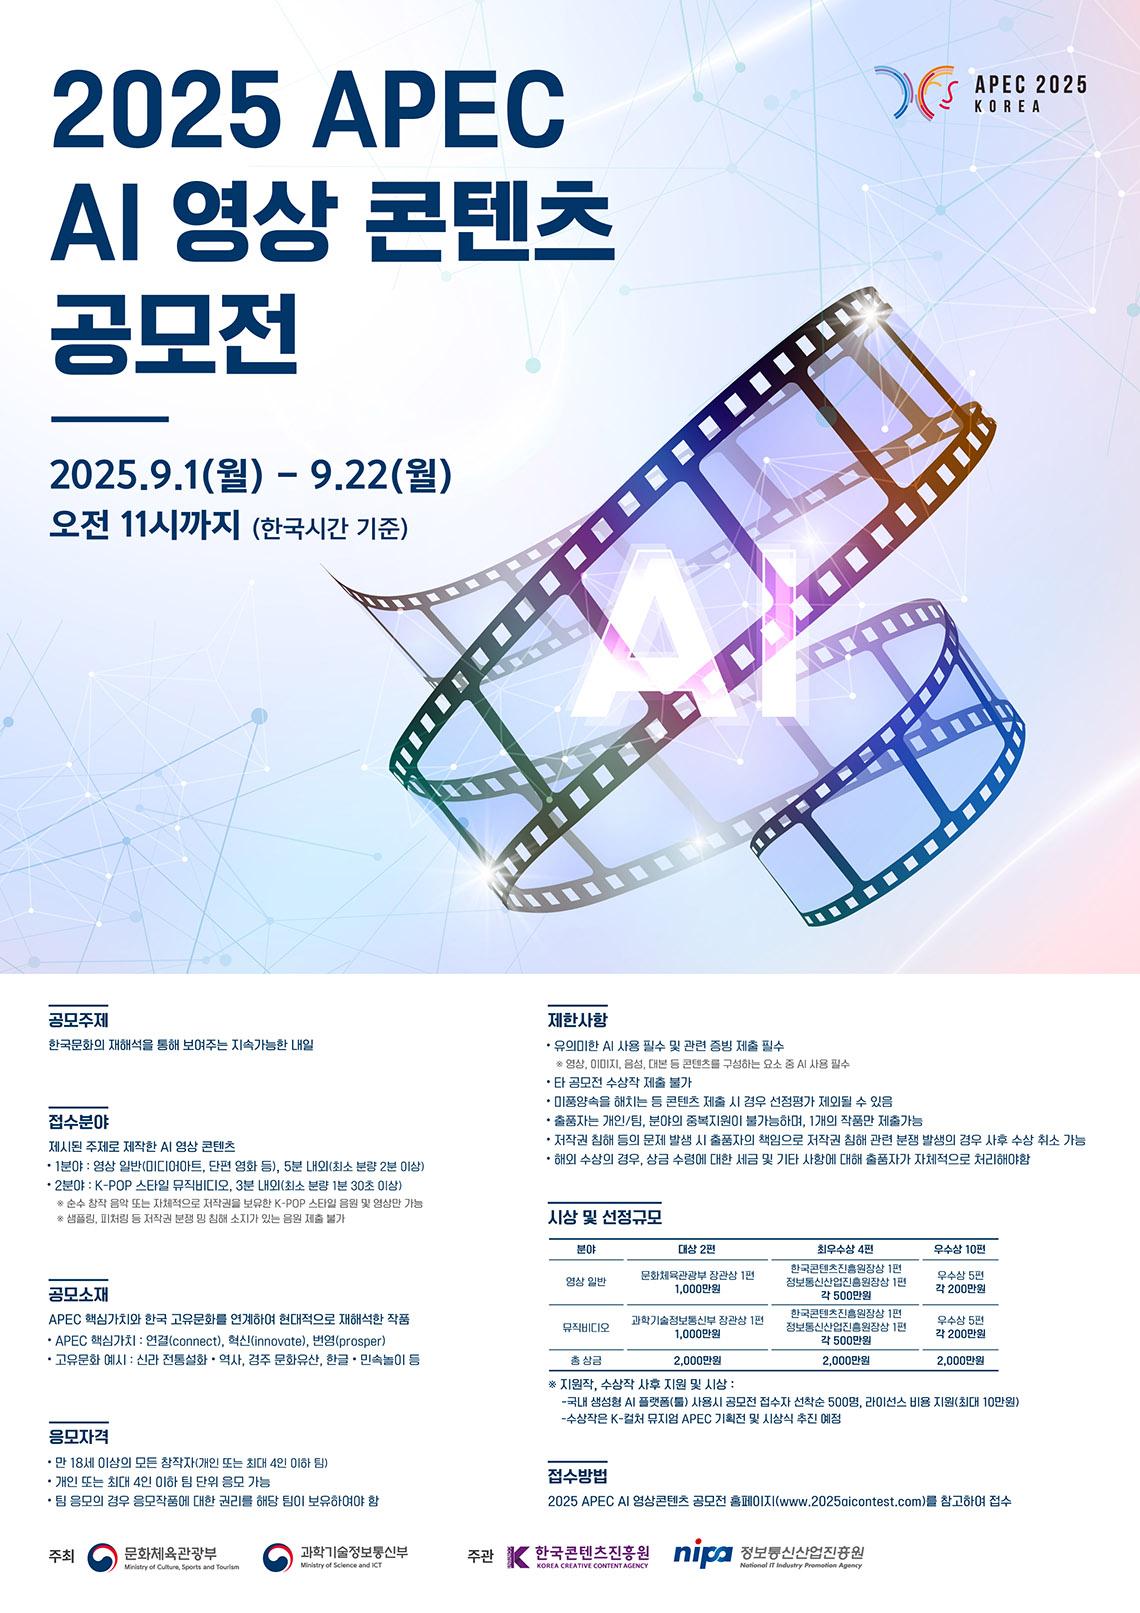 2025 APEC
AI 영상 콘텐츠
공모전
APEC 2025
KOREA
2025.9.1(월) – 9.22(월)
오전 11시까지 (한국시간 기준)
AI
공모주제
한국문화의 재해석을 통해 보여주는 지속가능한 내일
접수분야
제시된 주제로 제작한 AI 영상 콘텐츠
• 1분야 : 영상 일반(미디어아트, 단편 영화 등), 5분 내외(최소 분량 2분 이상)
• 2분야 : K-POP 스타일 뮤직비디오, 3분 내외(최소 분량 1분 30초 이상)
※ 순수 창작 음악 또는 자체적으로 저작권을 보유한 K-POP 스타일 음원 및 영상만 가능
※ 샘플링, 피처링 등 저작권 분쟁 밍 침해 소지가 있는 음원 제출 불가
공모소재
APEC 핵심가치와 한국 고유문화를 연계하여 현대적으로 재해석한 작품
• APEC 핵심가치 : 연결(connect), 혁신(innovate), 번영(prosper)
• 고유문화 예시 : 신라 전통설화 • 역사, 경주 문화유산, 한글 • 민속놀이 등
응모자격
• 만 18세 이상의 모든 창작자(개인 또는 최대 4인 이하 팀)
• 개인 또는 최대 4인 이하 팀 단위 응모 가능
• 팀 응모의 경우 응모작품에 대한 권리를 해당 팀이 보유하여야 함
제한사항
• 유의미한 AI 사용 필수 및 관련 증빙 제출 필수
※ 영상, 이미지, 음성, 대본 등 콘텐츠를 구성하는 요소 중 AI 사용 필수
• 타 공모전 수상작 제출 불가
• 미풍양속을 해치는 등 콘텐츠 제출 시 경우 선정평가 제외될 수 있음
• 출품자는 개인/팀, 분야의 중복지원이 불가능하며, 1개의 작품만 제출가능
• 저작권 침해 등의 문제 발생 시 출품자의 책임으로 저작권 침해 관련 분쟁 발생의 경우 사후 수상 취소 가능
• 해외 수상의 경우, 상금 수령에 대한 세금 및 기타 사항에 대해 출품자가 자체적으로 처리해야함
시상 및 선정규모
분야 대상 2편 최우수상 4편 우수상 10편
영상 일반 문화체육관광부 장관상 1편 1,000만원 한국콘텐츠진흥원장상 1편 정보통신산업진흥원장상 1편 각 500만원 우수상 5편 각 200만원
뮤직비디오 과학기술정보통신부 장관상 1편 1,000만원 한국콘텐츠진흥원장상 1편 정보통신산업진흥원장상 1편 각 500만원 우수상 5편 각 200만원
총 상금 2,000만원 2,000만원 2,000만원
※ 지원작, 수상작 사후 지원 및 시상 :
-국내 생성형 AI 플랫폼(툴) 사용시 공모전 접수자 선착순 500명, 라이선스 비용 지원(최대 10만원)
-수상작은 K-컬처 뮤지엄 APEC 기획전 및 시상식 추진 예정
접수방법
2025 APEC AI 영상콘텐츠 공모전 홈페이지(www.2025aicontest.com)를 참고하여 접수
주최 문화체육관광부 Ministry of Culture, Sports and Tourism 과학기술정보통신부 Ministry of Science and ICT 주관 한국콘텐츠진흥원 KOREA CREATIVE CONTENT AGENCY nipa 정보통신산업진흥원 National IT Industry Promotion Agency